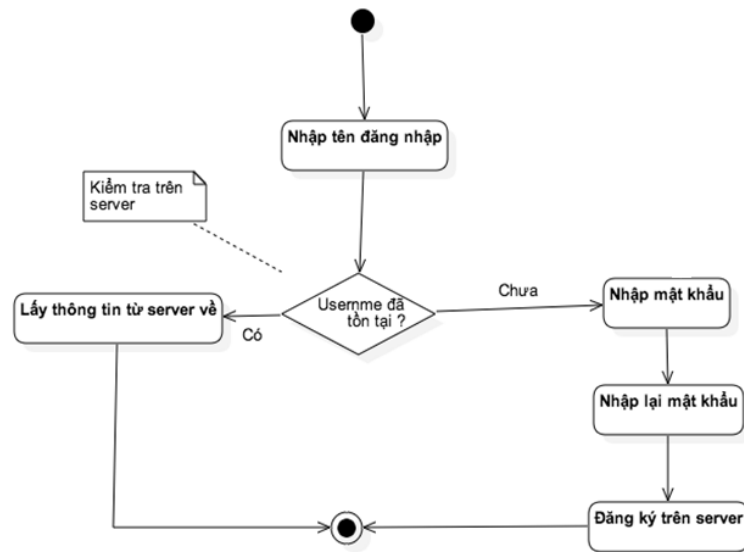 Nhập tên đăng nhập
Kiểm tra trên
server
Usernme đã
tồn tại ?
Chưa
Nhập mật khẩu
Lấy thông tin từ server về
Có
Nhập lại mật khẩu
Đăng ký trên server